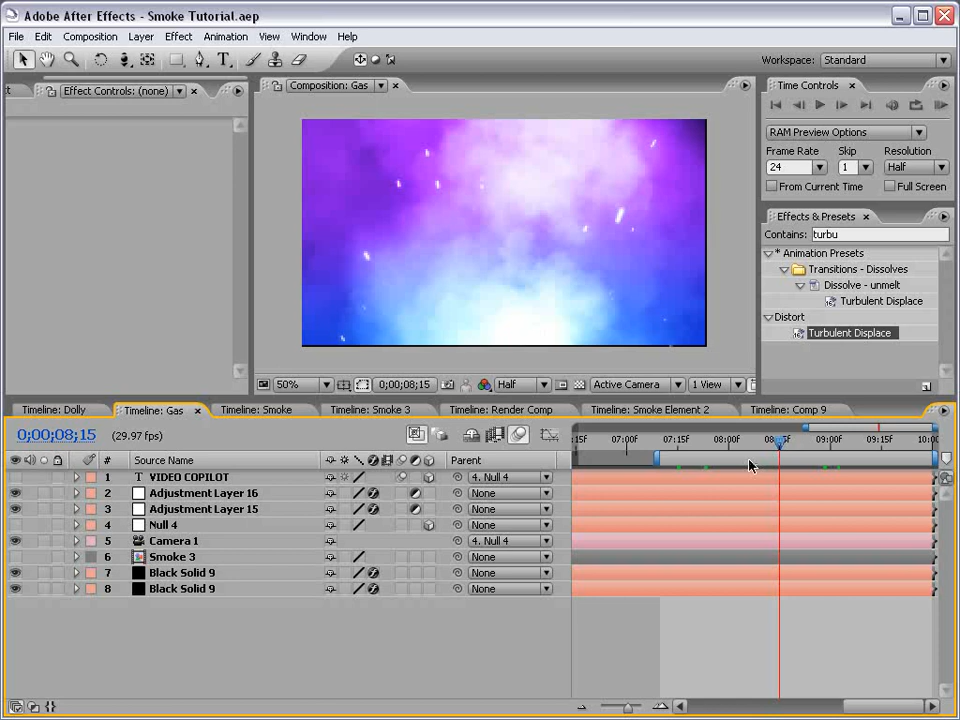 Adobe After Effects - Smoke Tutorial.aep
File Edit Composition Layer Effect Animation View Window Help
Workspace: Standard
Effect Controls: (none)
Composition: Gas
Time Controls
RAM Preview Options
Frame Rate Skip Resolution
24 1 Half
From Current Time Full Screen
Effects & Presets
Contains: turbu
* Animation Presets
Transitions - Dissolves
Dissolve - unmelt
Turbulent Displace
Distort
Turbulent Displace
50% 0;00;08;15 Half Active Camera 1 View
Timeline: Dolly Timeline: Gas Timeline: Smoke Timeline: Smoke 3 Timeline: Render Comp Timeline: Smoke Element 2 Timeline: Comp 9
0;00;08;15 (29.97 fps)
:15F 07:00F 07:15F 08:00F 09:00F 09:15F 10:00
# Source Name Parent
1 T VIDEO COPILOT 4. Null 4
2 Adjustment Layer 16 None
3 Adjustment Layer 15 None
4 Null 4 None
5 Camera 1 4. Null 4
6 Smoke 3 None
7 Black Solid 9 None
8 Black Solid 9 None